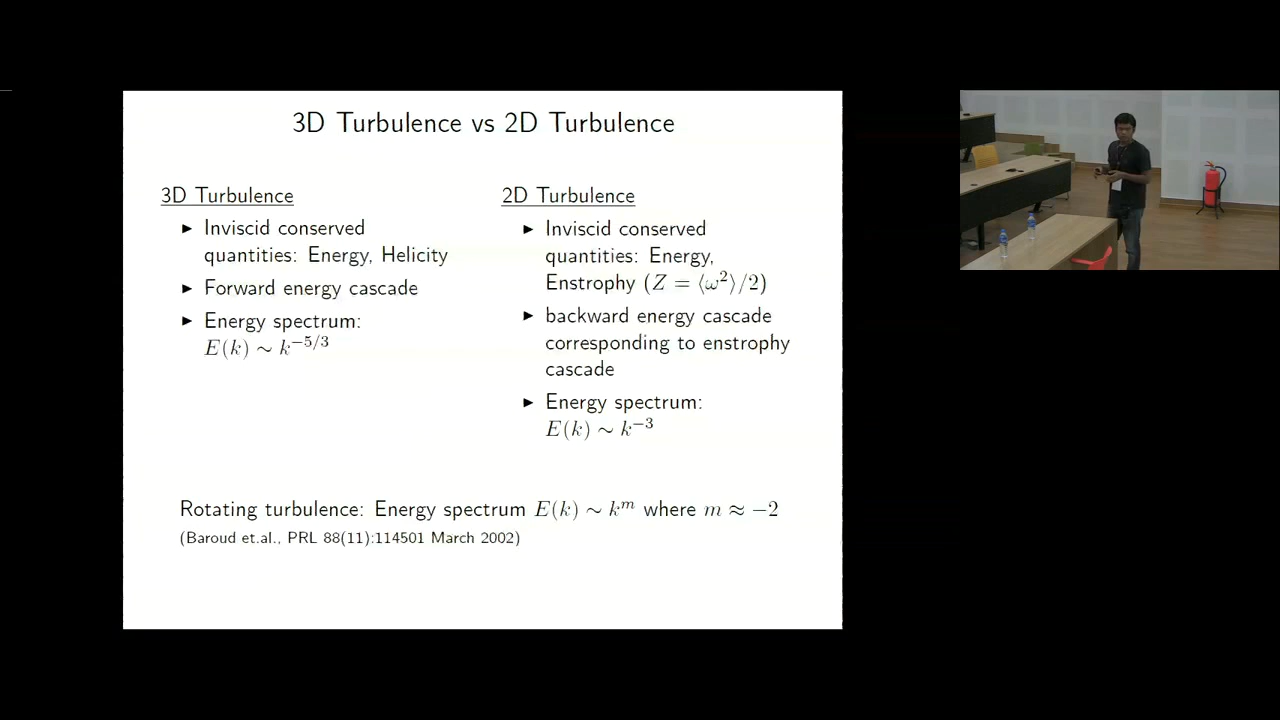 3D Turbulence vs 2D Turbulence
3D Turbulence
▶ Inviscid conserved
quantities: Energy, Helicity
▶ Forward energy cascade
▶ Energy spectrum:
E(k) ∼ k^{−5/3}
2D Turbulence
▶ Inviscid conserved
quantities: Energy,
Enstrophy (Z = ⟨ω²⟩/2)
▶ backward energy cascade
corresponding to enstrophy
cascade
▶ Energy spectrum:
E(k) ∼ k^{−3}
Rotating turbulence: Energy spectrum E(k) ∼ k^m where m ≈ −2
(Baroud et.al., PRL 88(11):114501 March 2002)